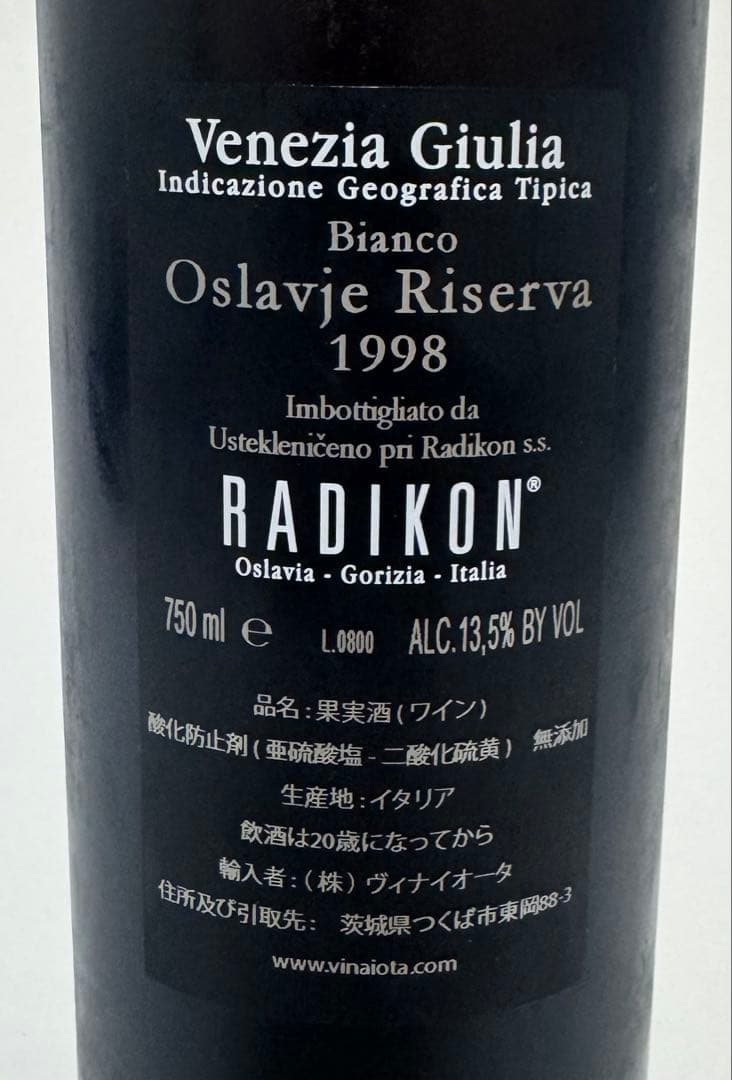 Venezia Giulia
Indicazione Geografica Tipica
Bianco
Oslavje Riserva
1998
Imbottigliato da
Ustekleničeno pri Radikon s.s.
RADIKON®
Oslavia - Gorizia - Italia
750 ml ℮ L.0800 ALC.13,5% BY VOL
品名:果実酒(ワイン)
酸化防止剤(亜硫酸塩-二酸化硫黄) 無添加
生産地:イタリア
飲酒は20歳になってから
輸入者:(株)ヴィナイオータ
住所及び引取先: 茨城県つくば市東岡88-3
www.vinaiota.com